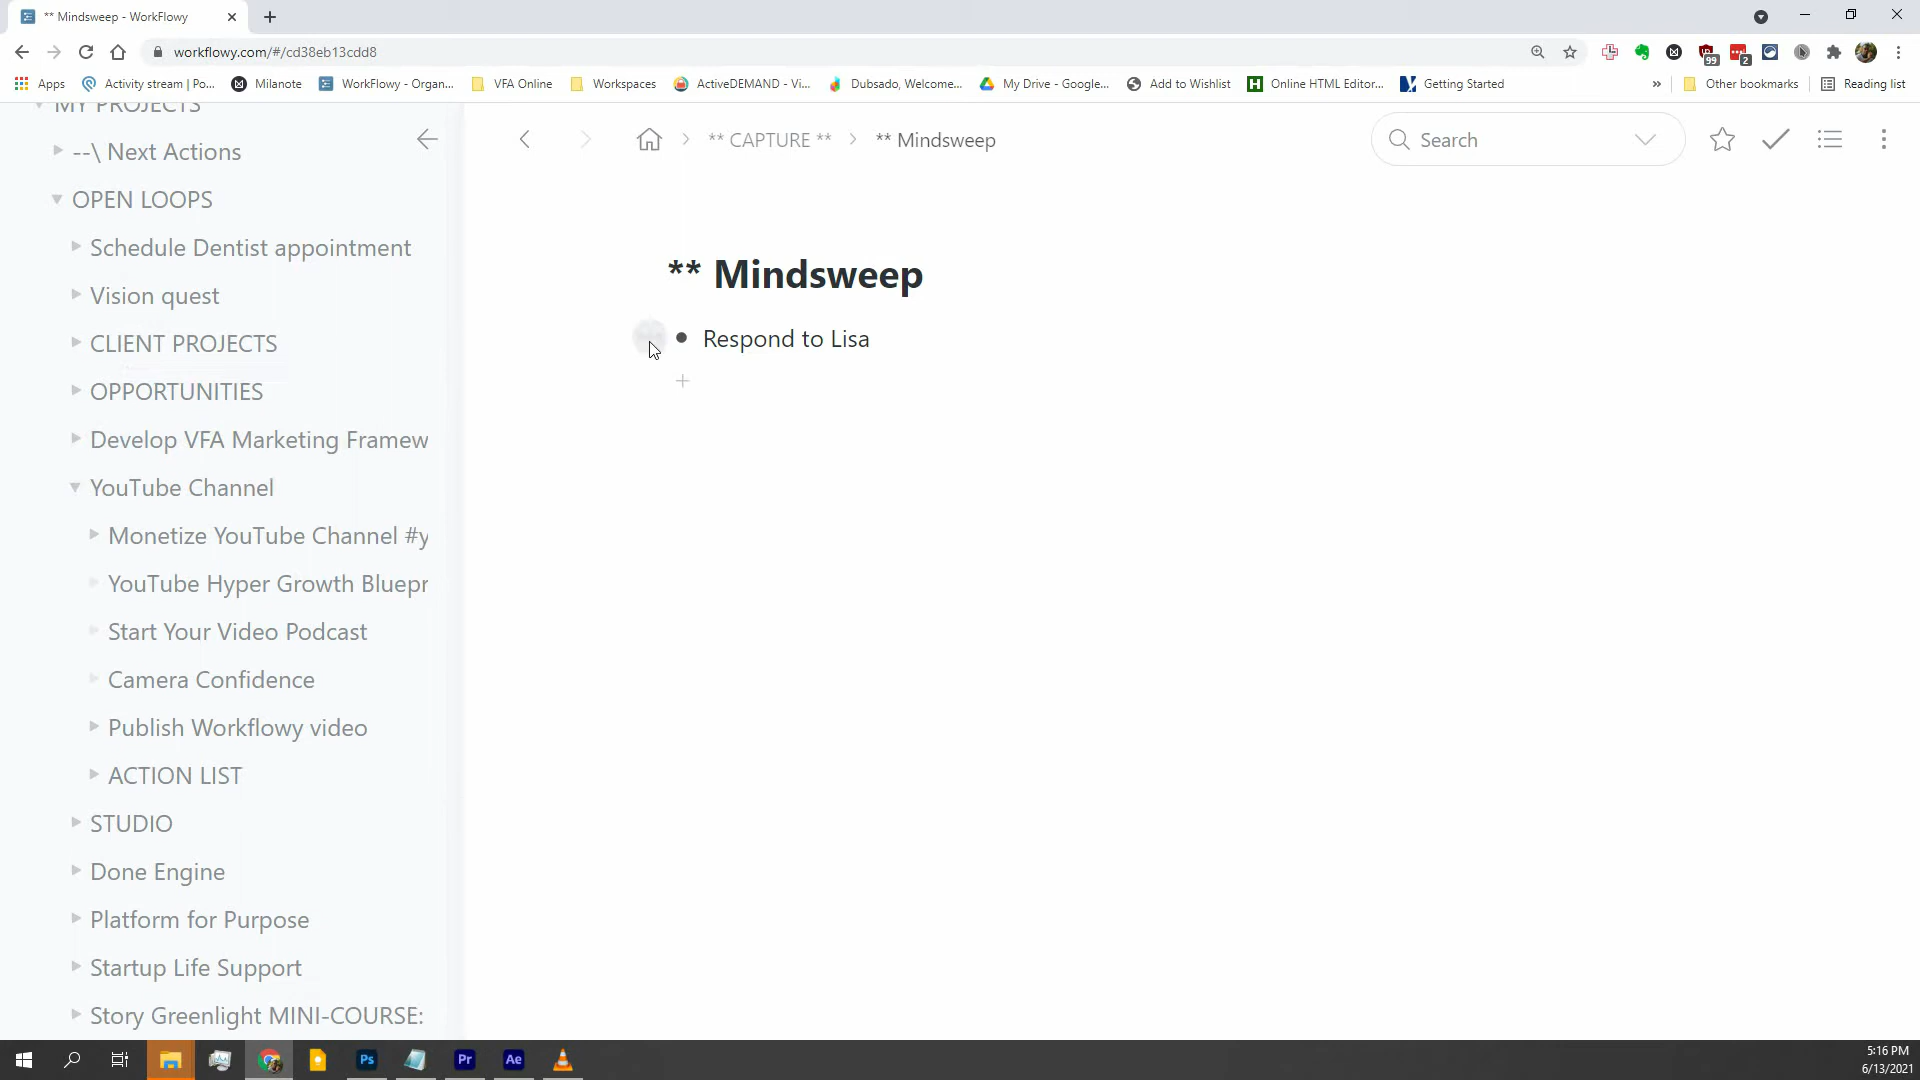 ** Mindsweep - WorkFlowy
workflowy.com/#/cd38eb13cdd8
99
2
Apps
Activity stream | Po...
Milanote
WorkFlowy - Organ...
VFA Online
Workspaces
ActiveDEMAND - Vi...
Dubsado, Welcome...
My Drive - Google...
Add to Wishlist
Online HTML Editor...
Getting Started
»
Other bookmarks
Reading list
MY PROJECTS
--\ Next Actions
OPEN LOOPS
Schedule Dentist appointment
Vision quest
CLIENT PROJECTS
OPPORTUNITIES
Develop VFA Marketing Framew
YouTube Channel
Monetize YouTube Channel #y
YouTube Hyper Growth Bluepr
Start Your Video Podcast
Camera Confidence
Publish Workflowy video
ACTION LIST
STUDIO
Done Engine
Platform for Purpose
Startup Life Support
Story Greenlight MINI-COURSE:
** CAPTURE **
** Mindsweep
Search
** Mindsweep
Respond to Lisa
Ps
Pr
Ae
5:16 PM
6/13/2021